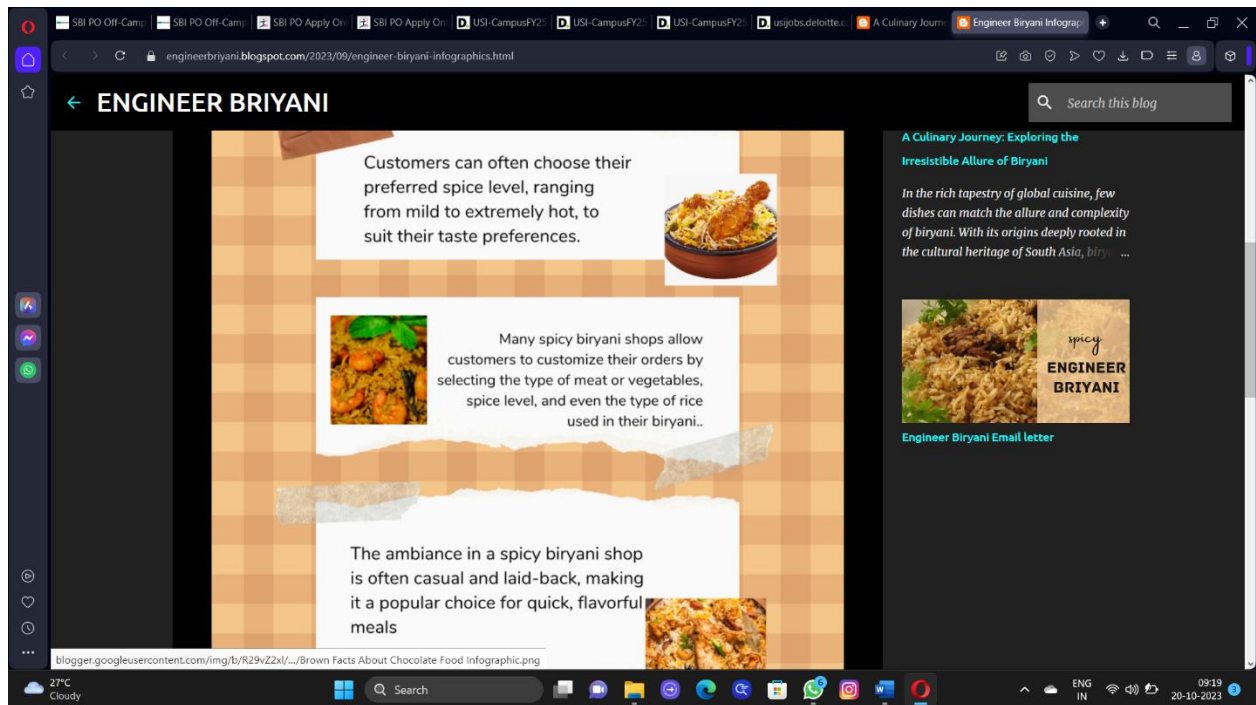 SBI PO Off-Camp
SBI PO Off-Camp
SBI PO Apply Onl
SBI PO Apply Onl
USI-CampusFY25
USI-CampusFY25
USI-CampusFY25
usijobs.deloitte.c
A Culinary Journ
Engineer Biryani Infograp
engineerbriyani.blogspot.com/2023/09/engineer-biryani-infographics.html
ENGINEER BRIYANI
Search this blog
Customers can often choose their
preferred spice level, ranging
from mild to extremely hot, to
suit their taste preferences.
Many spicy biryani shops allow
customers to customize their orders by
selecting the type of meat or vegetables,
spice level, and even the type of rice
used in their biryani..
The ambiance in a spicy biryani shop
is often casual and laid-back, making
it a popular choice for quick, flavorful
meals
A Culinary Journey: Exploring the
Irresistible Allure of Biryani
In the rich tapestry of global cuisine, few
dishes can match the allure and complexity
of biryani. With its origins deeply rooted in
the cultural heritage of South Asia, birya ...
spicy
ENGINEER
BRIYANI
Engineer Biryani Email letter
blogger.googleusercontent.com/img/b/R29vZ2xl/.../Brown Facts About Chocolate Food Infographic.png
27°C
Cloudy
Search
6
ENG
IN
09:19
20-10-2023
3